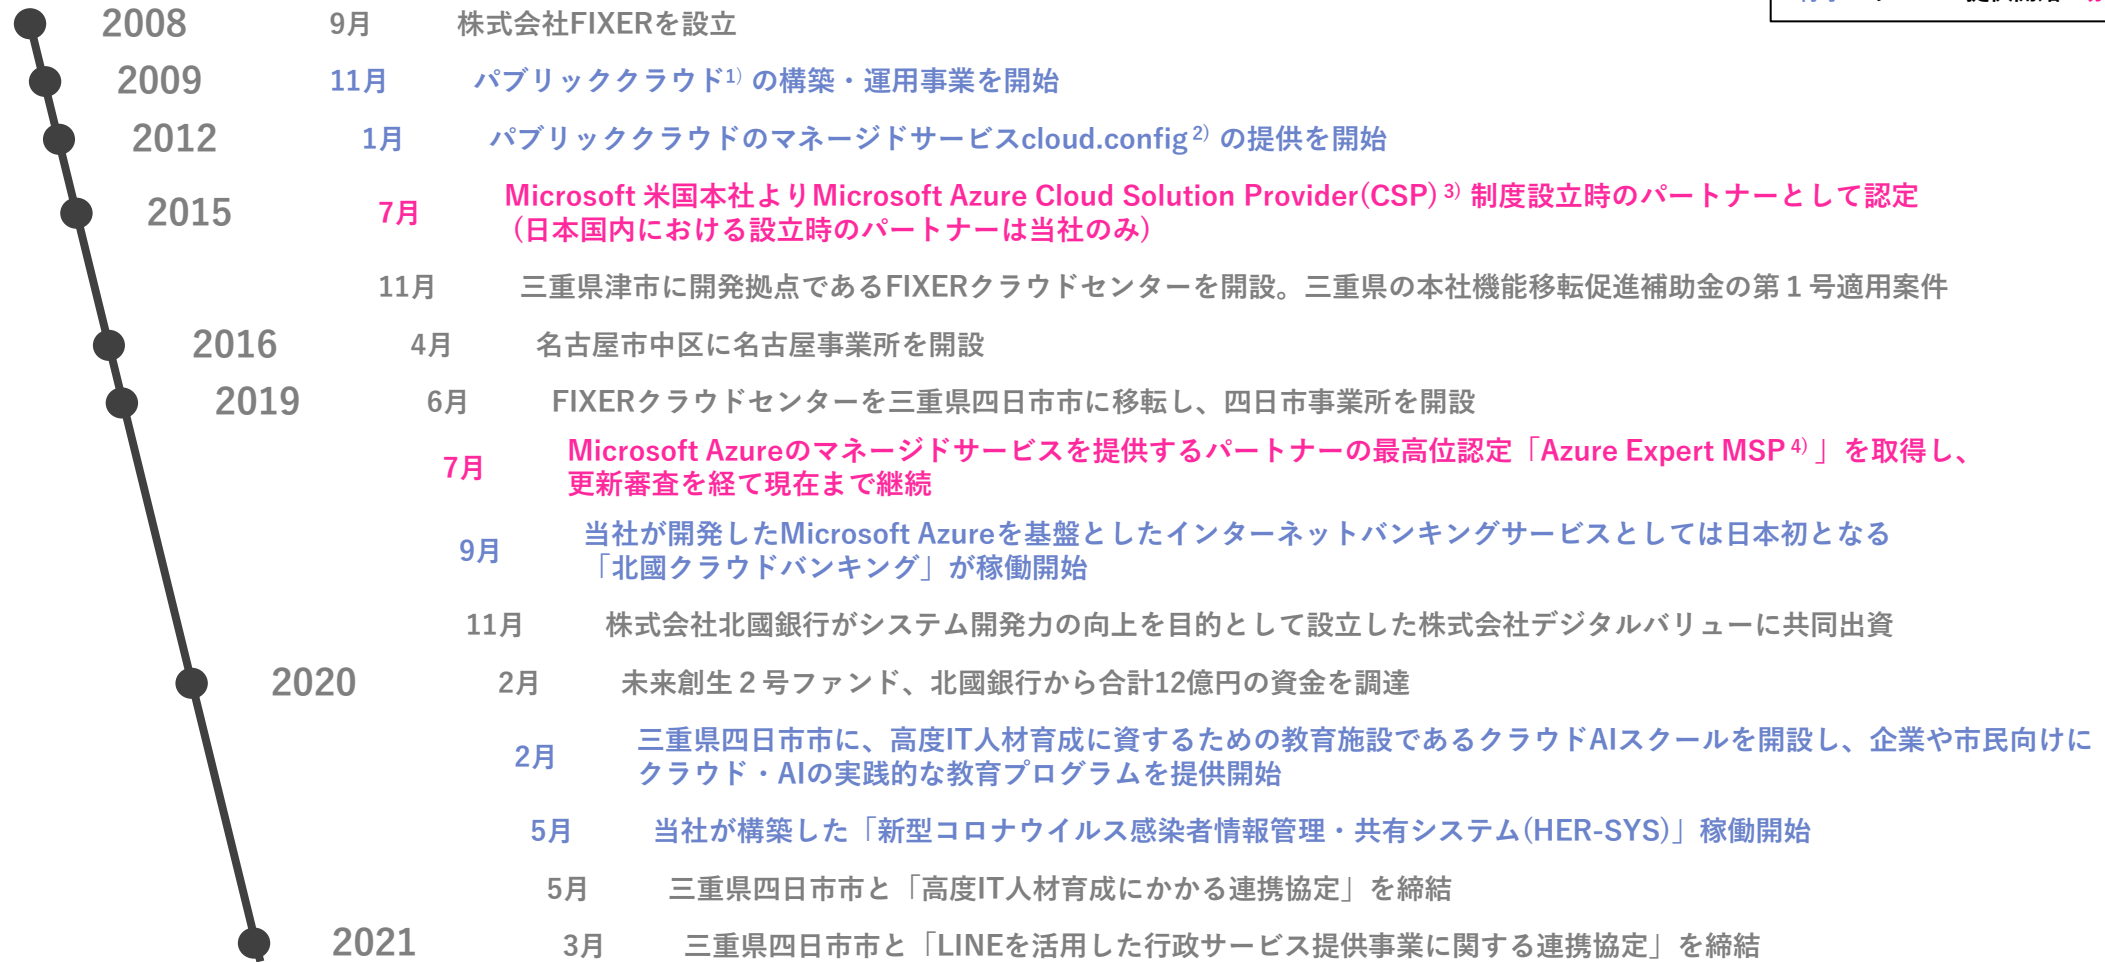 2008 9月 株式会社FIXERを設立
2009 11月 パブリッククラウド1) の構築・運用事業を開始
2012 1月 パブリッククラウドのマネージドサービスcloud.config 2) の提供を開始
2015 7月 Microsoft 米国本社よりMicrosoft Azure Cloud Solution Provider(CSP) 3) 制度設立時のパートナーとして認定
（日本国内における設立時のパートナーは当社のみ）
11月 三重県津市に開発拠点であるFIXERクラウドセンターを開設。三重県の本社機能移転促進補助金の第１号適用案件
2016 4月 名古屋市中区に名古屋事業所を開設
2019 6月 FIXERクラウドセンターを三重県四日市市に移転し、四日市事業所を開設
7月 Microsoft Azureのマネージドサービスを提供するパートナーの最高位認定「Azure Expert MSP 4) 」を取得し、
更新審査を経て現在まで継続
9月 当社が開発したMicrosoft Azureを基盤としたインターネットバンキングサービスとしては日本初となる
「北國クラウドバンキング」が稼働開始
11月 株式会社北國銀行がシステム開発力の向上を目的として設立した株式会社デジタルバリューに共同出資
2020 2月 未来創生２号ファンド、北國銀行から合計12億円の資金を調達
2月 三重県四日市市に、高度IT人材育成に資するための教育施設であるクラウドAIスクールを開設し、企業や市民向けに
クラウド・AIの実践的な教育プログラムを提供開始
5月 当社が構築した「新型コロナウイルス感染者情報管理・共有システム(HER-SYS)」稼働開始
5月 三重県四日市市と「高度IT人材育成にかかる連携協定」を締結
2021 3月 三重県四日市市と「LINEを活用した行政サービス提供事業に関する連携協定」を締結